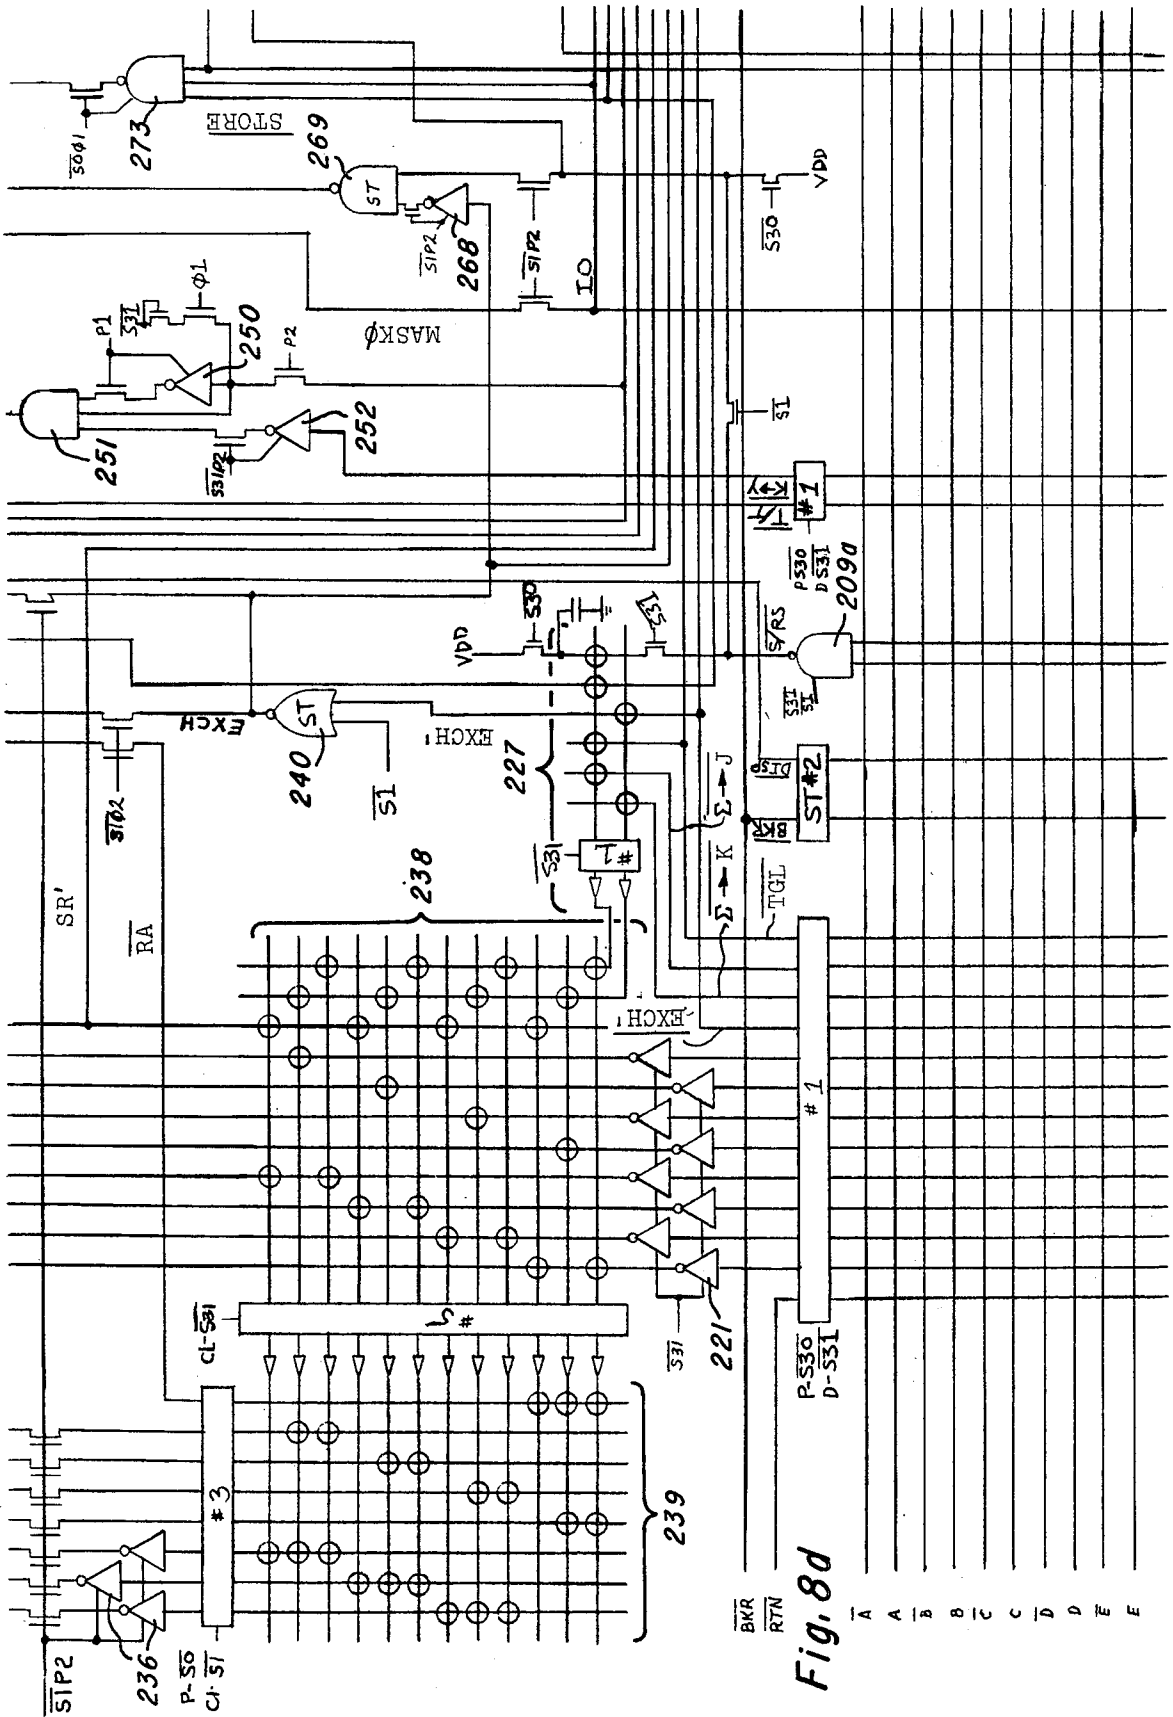 S0Φ1
273
STORE
269
ST
S1P2
268
S1P2
IO
S30
VDD
S31
Φ1
P1
250
P2
MASKΦ
251
252
S31P2
S1
K→Y
#1
P S30
D S31
209a
S/RS
S31
S1
VDD
S30
S31
EXCH
ST
240
S1
EXCH'
227
Σ→J
Σ→K
DISP
BKR
ST#2
S1Φ2
SR'
RA
238
S31
#1
TGL
EXCH'
#1
CL-S31
#
S31
221
P-S30
D-S31
#3
239
S1P2
236
P-S0
Cl-S1
BKR
RTN
Fig. 8d
A
A
B
B
C
C
D
D
E
E